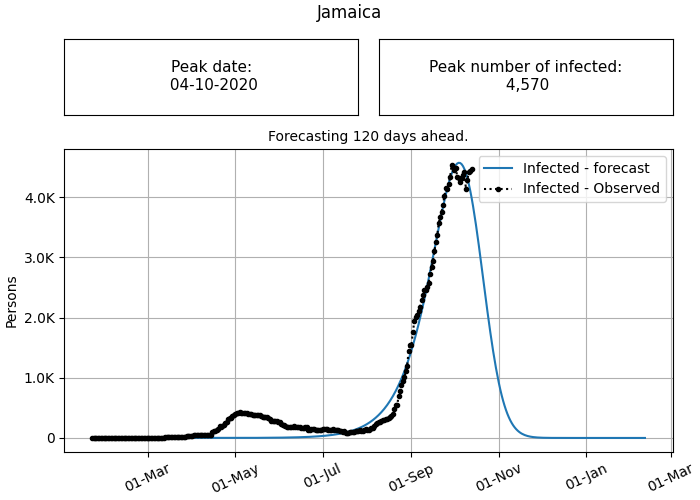 Jamaica
Peak date:
04-10-2020
Peak number of infected:
4,570
Forecasting 120 days ahead.
Infected - forecast
Infected - Observed
Persons
4.0K
3.0K
2.0K
1.0K
0
01-Mar
01-May
01-Jul
01-Sep
01-Nov
01-Jan
01-Mar